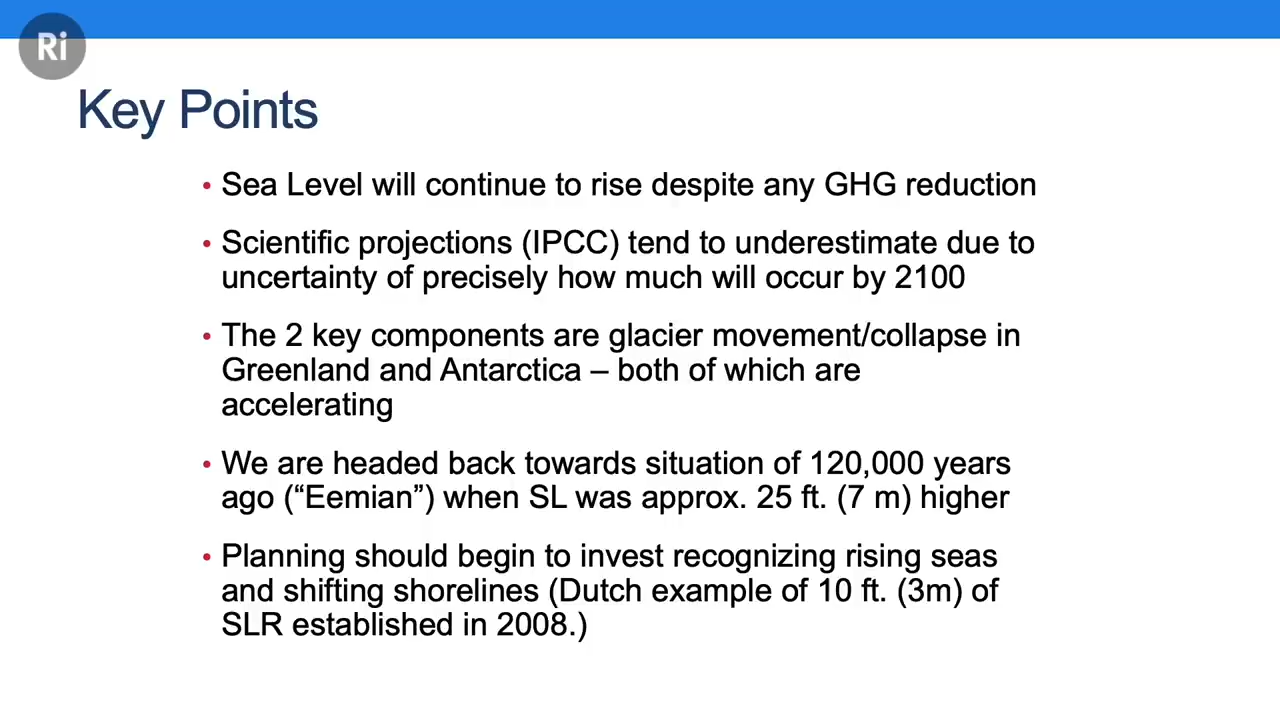 Ri
Key Points
• Sea Level will continue to rise despite any GHG reduction
• Scientific projections (IPCC) tend to underestimate due to
uncertainty of precisely how much will occur by 2100
• The 2 key components are glacier movement/collapse in
Greenland and Antarctica – both of which are
accelerating
• We are headed back towards situation of 120,000 years
ago (“Eemian”) when SL was approx. 25 ft. (7 m) higher
• Planning should begin to invest recognizing rising seas
and shifting shorelines (Dutch example of 10 ft. (3m) of
SLR established in 2008.)